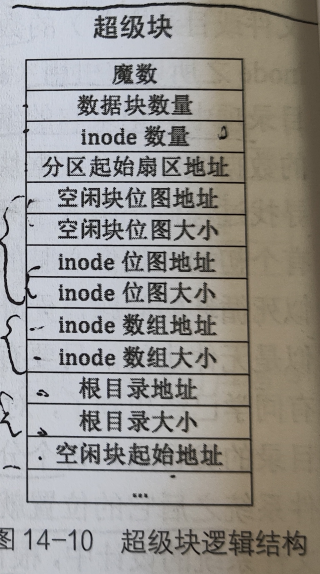 超级块
魔数
数据块数量
inode 数量
分区起始扇区地址
空闲块位图地址
空闲块位图大小
inode 位图地址
inode 位图大小
inode 数组地址
inode 数组大小
根目录地址
根目录大小
空闲块起始地址
…
图 14-10 超级块逻辑结构